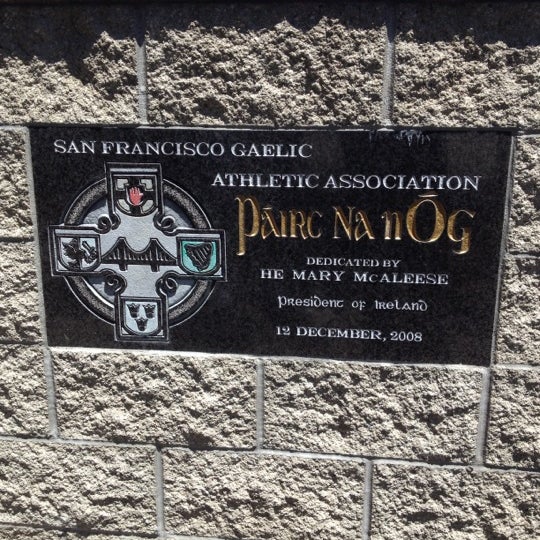 SAN FRANCISCO GAELIC
ATHLETIC ASSOCIATION
PÁIRC NA nÓG
DEDICATED BY
HE MARY McALEESE
President of Ireland
12 DECEMBER, 2008